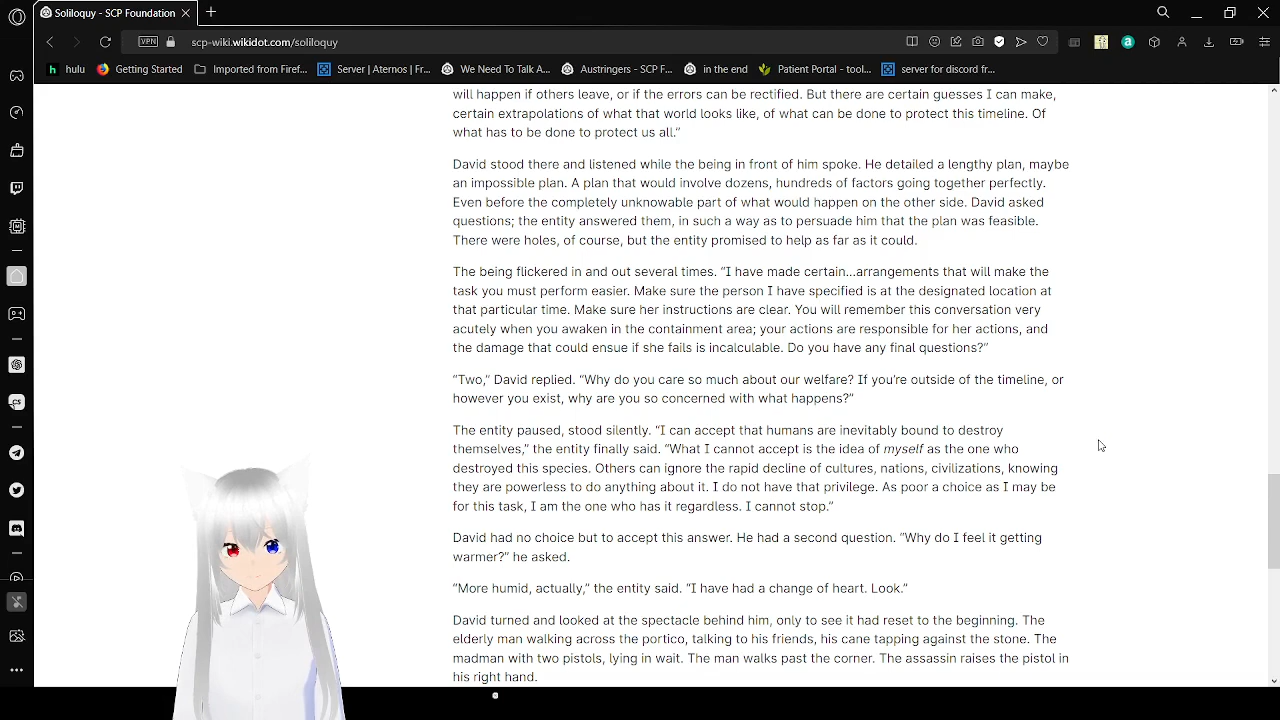 Soliloquy - SCP Foundation
VPN
scp-wiki.wikidot.com/soliloquy
hulu
Getting Started
Imported from Firef...
Server | Aternos | Fr...
We Need To Talk A...
Austringers - SCP F...
in the end
Patient Portal - tool...
server for discord fr...
will happen if others leave, or if the errors can be rectified. But there are certain guesses I can make,
certain extrapolations of what that world looks like, of what can be done to protect this timeline. Of
what has to be done to protect us all.”
David stood there and listened while the being in front of him spoke. He detailed a lengthy plan, maybe
an impossible plan. A plan that would involve dozens, hundreds of factors going together perfectly.
Even before the completely unknowable part of what would happen on the other side. David asked
questions; the entity answered them, in such a way as to persuade him that the plan was feasible.
There were holes, of course, but the entity promised to help as far as it could.
The being flickered in and out several times. “I have made certain...arrangements that will make the
task you must perform easier. Make sure the person I have specified is at the designated location at
that particular time. Make sure her instructions are clear. You will remember this conversation very
acutely when you awaken in the containment area; your actions are responsible for her actions, and
the damage that could ensue if she fails is incalculable. Do you have any final questions?”
“Two,” David replied. “Why do you care so much about our welfare? If you’re outside of the timeline, or
however you exist, why are you so concerned with what happens?”
The entity paused, stood silently. “I can accept that humans are inevitably bound to destroy
themselves,” the entity finally said. “What I cannot accept is the idea of myself as the one who
destroyed this species. Others can ignore the rapid decline of cultures, nations, civilizations, knowing
they are powerless to do anything about it. I do not have that privilege. As poor a choice as I may be
for this task, I am the one who has it regardless. I cannot stop.”
David had no choice but to accept this answer. He had a second question. “Why do I feel it getting
warmer?” he asked.
“More humid, actually,” the entity said. “I have had a change of heart. Look.”
David turned and looked at the spectacle behind him, only to see it had reset to the beginning. The
elderly man walking across the portico, talking to his friends, his cane tapping against the stone. The
madman with two pistols, lying in wait. The man walks past the corner. The assassin raises the pistol in
his right hand.